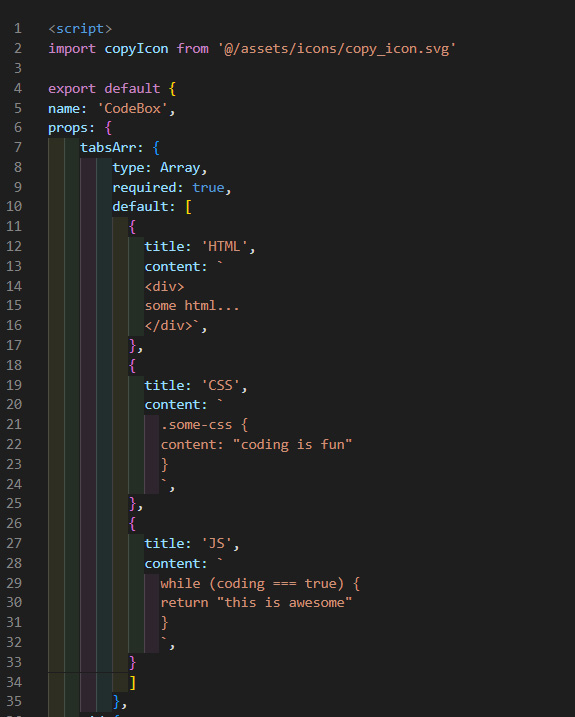 1 <script>
2 import copyIcon from '@/assets/icons/copy_icon.svg'
3
4 export default {
5 name: 'CodeBox',
6 props: {
7 tabsArr: {
8 type: Array,
9 required: true,
10 default: [
11 {
12 title: 'HTML',
13 content: `
14 <div>
15 some html...
16 </div>`,
17 },
18 {
19 title: 'CSS',
20 content: `
21 .some-css {
22 content: "coding is fun"
23 }
24 `,
25 },
26 {
27 title: 'JS',
28 content: `
29 while (coding === true) {
30 return "this is awesome"
31 }
32 `,
33 }
34 ]
35 },